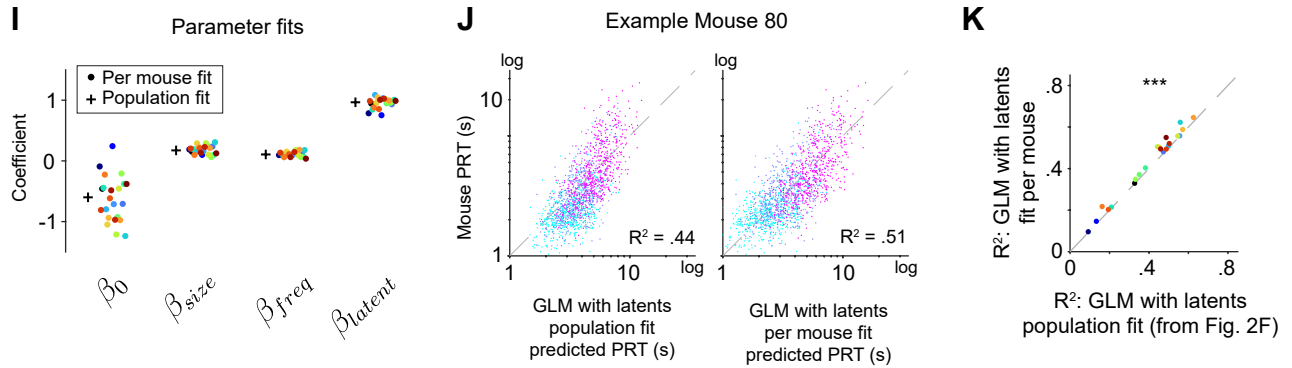 I
Parameter fits
Per mouse fit
+ Population fit
Coefficient
1
0
-1
β0
βsize
βfreq
βlatent
J
Example Mouse 80
log
10
Mouse PRT (s)
1
R² = .44
1
10
log
GLM with latents
population fit
predicted PRT (s)
log
R² = .51
1
10
log
GLM with latents
per mouse fit
predicted PRT (s)
K
***
R²: GLM with latents
fit per mouse
.8
.4
0
0
.4
.8
R²: GLM with latents
population fit (from Fig. 2F)